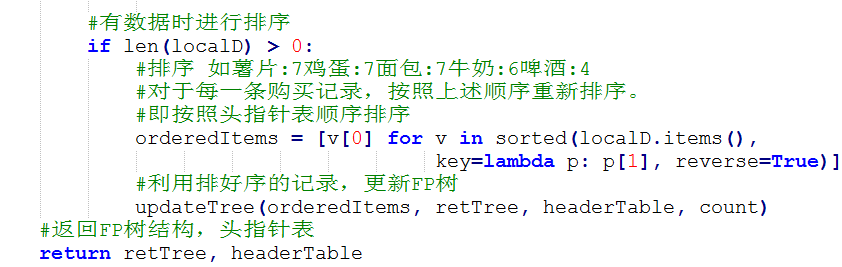 #有数据时进行排序
if len(localD) > 0:
#排序 如薯片:7鸡蛋:7面包:7牛奶:6啤酒:4
#对于每一条购买记录，按照上述顺序重新排序。
#即按照头指针表顺序排序
orderedItems = [v[0] for v in sorted(localD.items(),
key=lambda p: p[1], reverse=True)]
#利用排好序的记录，更新FP树
updateTree(orderedItems, retTree, headerTable, count)
#返回FP树结构，头指针表
return retTree, headerTable